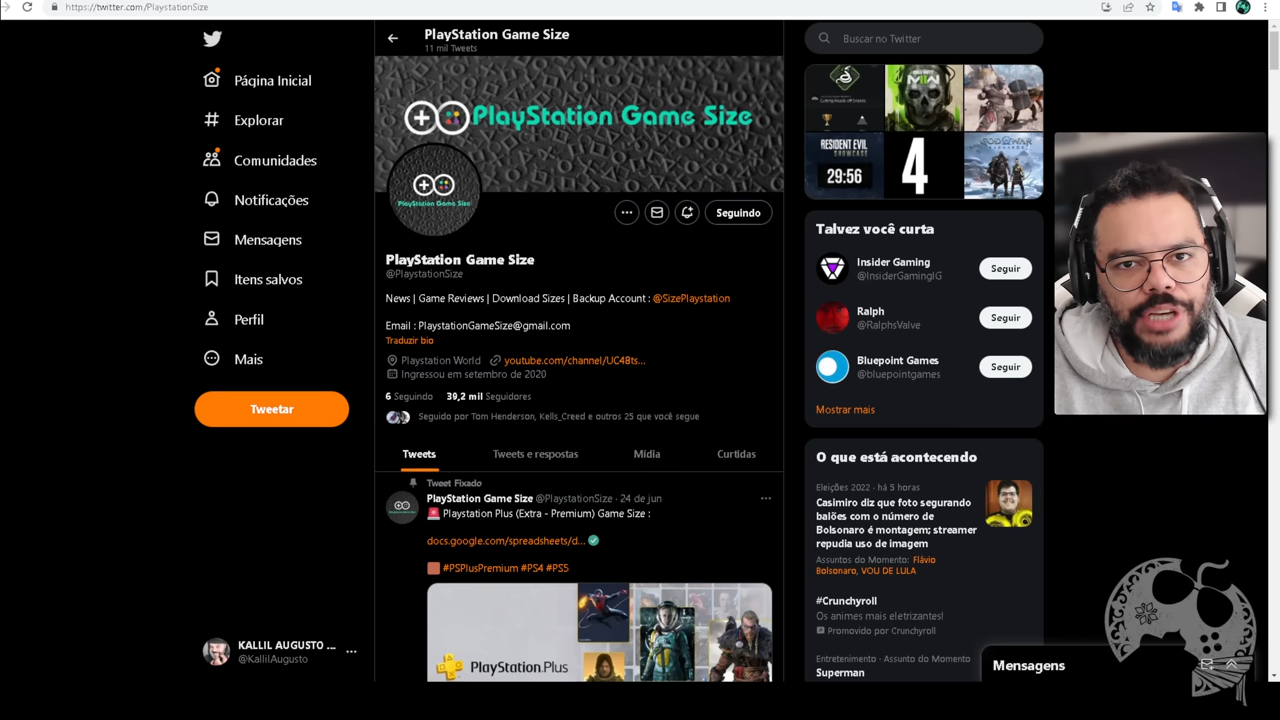 https://twitter.com/PlaystationSize
Página Inicial
Explorar
Comunidades
Notificações
Mensagens
Itens salvos
Perfil
Mais
Tweetar
KALLIL AUGUSTO ...
@KallilAugusto
PlayStation Game Size
11 mil Tweets
PlayStation Game Size
PlayStation Game Size
Seguindo
PlayStation Game Size
@PlaystationSize
News | Game Reviews | Download Sizes | Backup Account : @SizePlaystation
Email : PlaystationGameSize@gmail.com
Traduzir bio
Playstation World youtube.com/channel/UC48ts...
Ingressou em setembro de 2020
6 Seguindo 39,2 mil Seguidores
Seguido por Tom Henderson, Kells_Creed e outros 25 que você segue
Tweets Tweets e respostas Mídia Curtidas
Tweet Fixado
PlayStation Game Size @PlaystationSize · 24 de jun
Playstation Plus (Extra - Premium) Game Size :
docs.google.com/spreadsheets/d...
#PSPlusPremium #PS4 #PS5
PlayStation.Plus
Buscar no Twitter
RESIDENT EVIL
SHOWCASE
29:56
4
GOD OF WAR
Talvez você curta
Insider Gaming
@InsiderGamingIG
Seguir
Ralph
@RalphsValve
Seguir
Bluepoint Games
@bluepointgames
Seguir
Mostrar mais
O que está acontecendo
Eleições 2022 · há 5 horas
Casimiro diz que foto segurando
balões com o número de
Bolsonaro é montagem; streamer
repudia uso de imagem
Assuntos do Momento: Flávio
Bolsonaro, VOU DE LULA
#Crunchyroll
Os animes mais eletrizantes!
Promovido por Crunchyroll
Entretenimento · Assunto do Momento
Superman
Mensagens